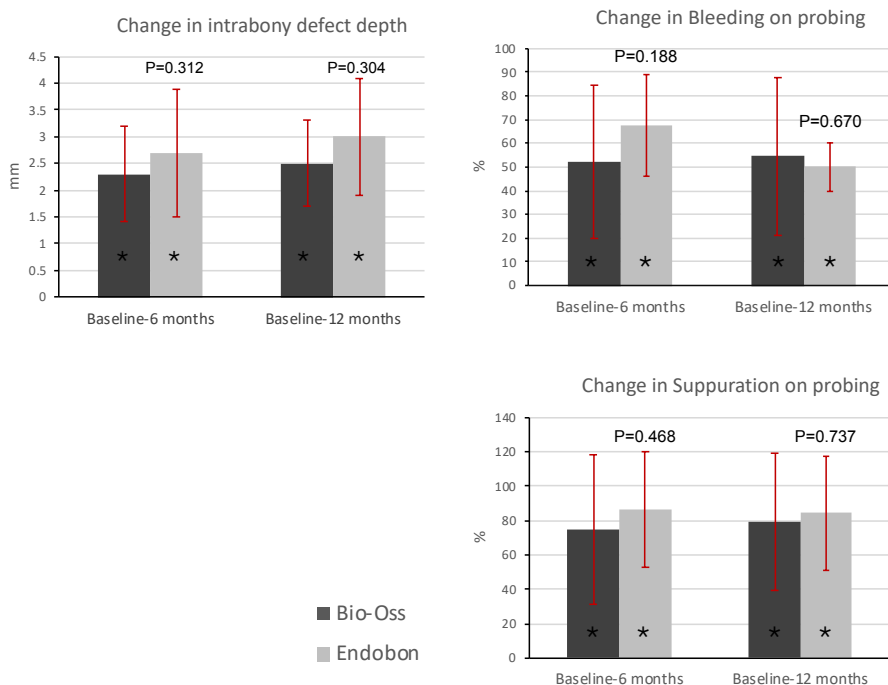 Change in intrabony defect depth
4.5
4
3.5
3
2.5
2
1.5
1
0.5
0
mm
P=0.312
P=0.304
* * * *
Baseline-6 months
Baseline-12 months
Change in Bleeding on probing
100
90
80
70
60
50
40
30
20
10
0
%
P=0.188
P=0.670
* * * *
Baseline-6 months
Baseline-12 months
Change in Suppuration on probing
140
120
100
80
60
40
20
0
%
P=0.468
P=0.737
* * * *
Baseline-6 months
Baseline-12 months
Bio-Oss
Endobon